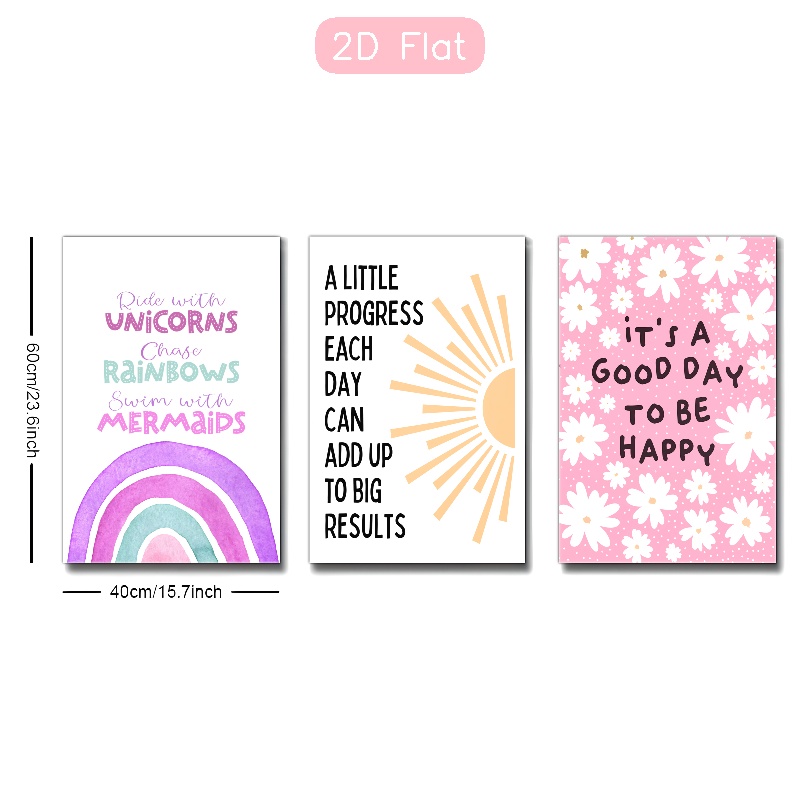 2D Flat
Ride with
UNiCORNS
Chase
RAiNBOWS
Swim with
MERMAiDS
A LITTLE
PROGRESS
EACH
DAY
CAN
ADD UP
TO BIG
RESULTS
iT'S A
GOOD DAY
TO BE
HAPPY
60cm/23.6inch
40cm/15.7inch